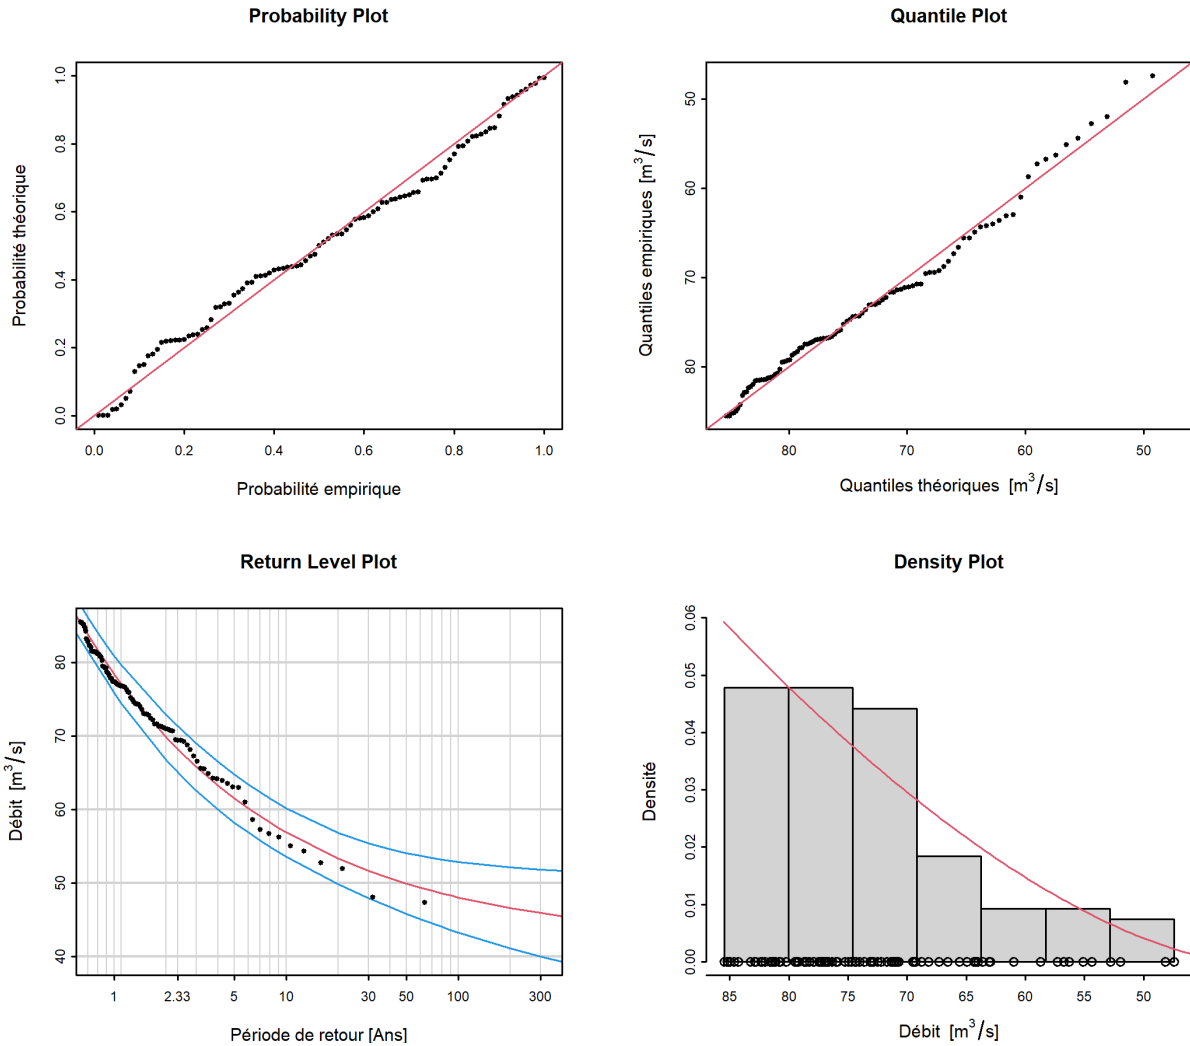 Probability Plot
Probabilité théorique
1.0
0.8
0.6
0.4
0.2
0.0
0.0 0.2 0.4 0.6 0.8 1.0
Probabilité empirique
Quantile Plot
Quantiles empiriques [m³/s]
50
60
70
80
80 70 60 50
Quantiles théoriques [m³/s]
Return Level Plot
Débit [m³/s]
80
70
60
50
40
1 2.33 5 10 30 50 100 300
Période de retour [Ans]
Density Plot
Densité
0.06
0.05
0.04
0.03
0.02
0.01
0.00
85 80 75 70 65 60 55 50
Débit [m³/s]